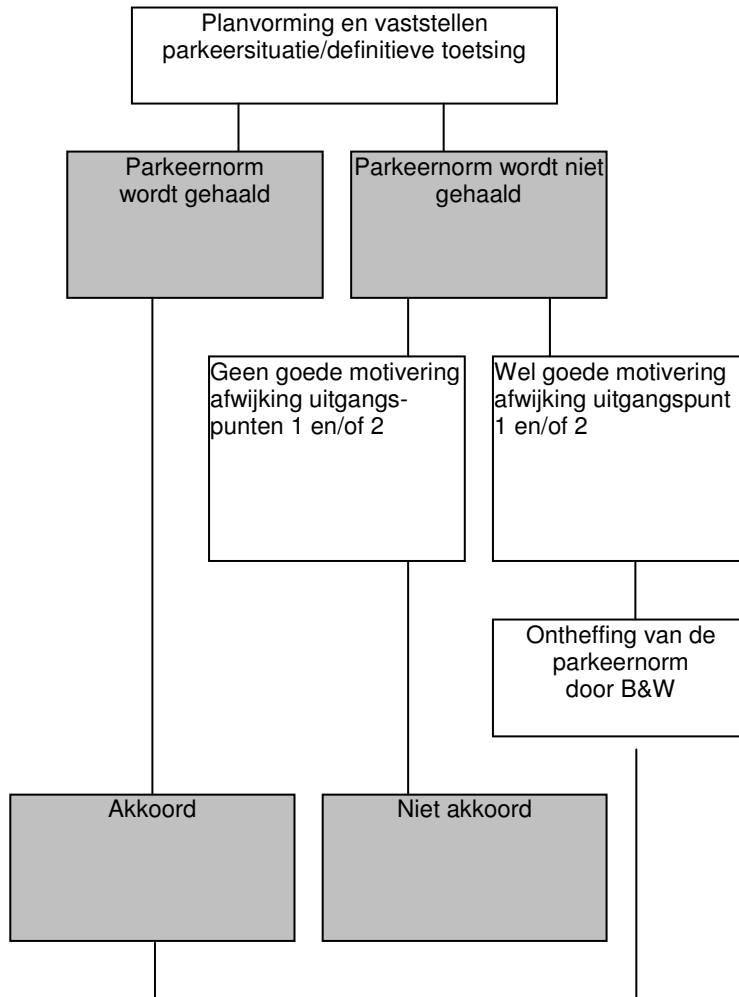 Planvorming en vaststellen
parkeersituatie/definitieve toetsing
Parkeernorm
wordt gehaald
Parkeernorm wordt niet
gehaald
Geen goede motivering
afwijking uitgangs-
punten 1 en/of 2
Wel goede motivering
afwijking uitgangspunt
1 en/of 2
Ontheffing van de
parkeernorm
door B&W
Akkoord
Niet akkoord